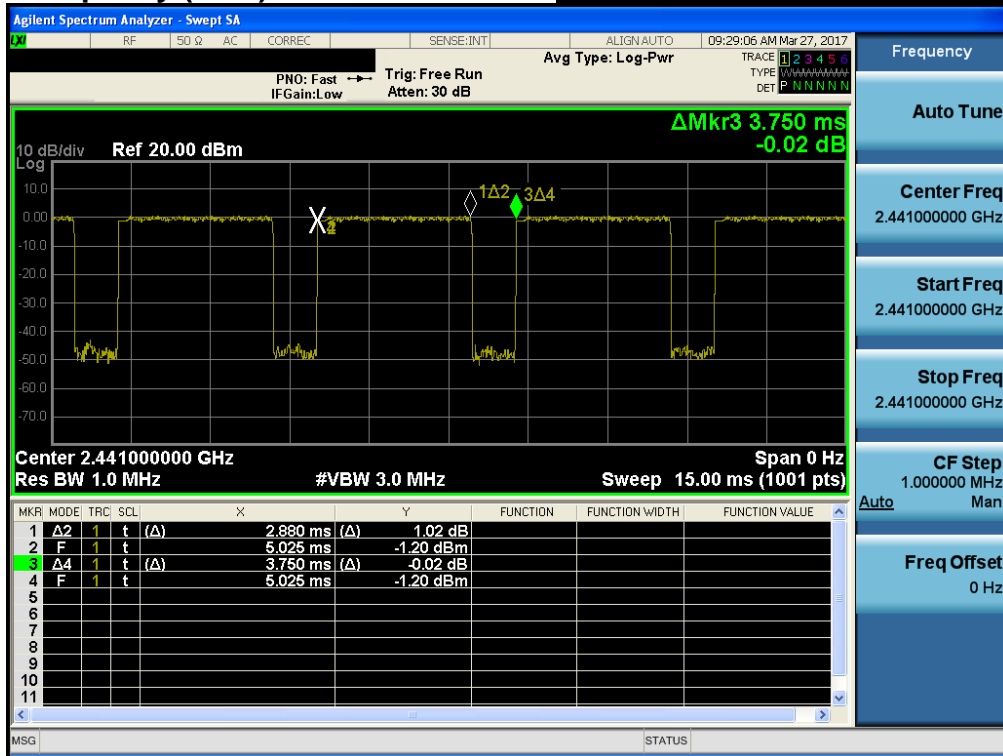 Agilent Spectrum Analyzer - Swept SA
LXI RF 50 Ω AC CORREC SENSE:INT ALIGN AUTO 09:29:06 AM Mar 27, 2017
Avg Type: Log-Pwr TRACE 1 2 3 4 5 6
PNO: Fast Trig: Free Run TYPE WWWWWW
IFGain:Low Atten: 30 dB DET P N N N N N
ΔMkr3 3.750 ms
-0.02 dB
10 dB/div Ref 20.00 dBm
Log
10.0
0.00
-10.0
-20.0
-30.0
-40.0
-50.0
-60.0
-70.0
1Δ2 3Δ4
X
Center 2.441000000 GHz Span 0 Hz
Res BW 1.0 MHz #VBW 3.0 MHz Sweep 15.00 ms (1001 pts)
MKR MODE TRC SCL X Y FUNCTION FUNCTION WIDTH FUNCTION VALUE
1 Δ2 1 t (Δ) 2.880 ms (Δ) 1.02 dB
2 F 1 t 5.025 ms -1.20 dBm
3 Δ4 1 t (Δ) 3.750 ms (Δ) -0.02 dB
4 F 1 t 5.025 ms -1.20 dBm
5
6
7
8
9
10
11
MSG STATUS
Frequency
Auto Tune
Center Freq
2.441000000 GHz
Start Freq
2.441000000 GHz
Stop Freq
2.441000000 GHz
CF Step
1.000000 MHz
Auto Man
Freq Offset
0 Hz